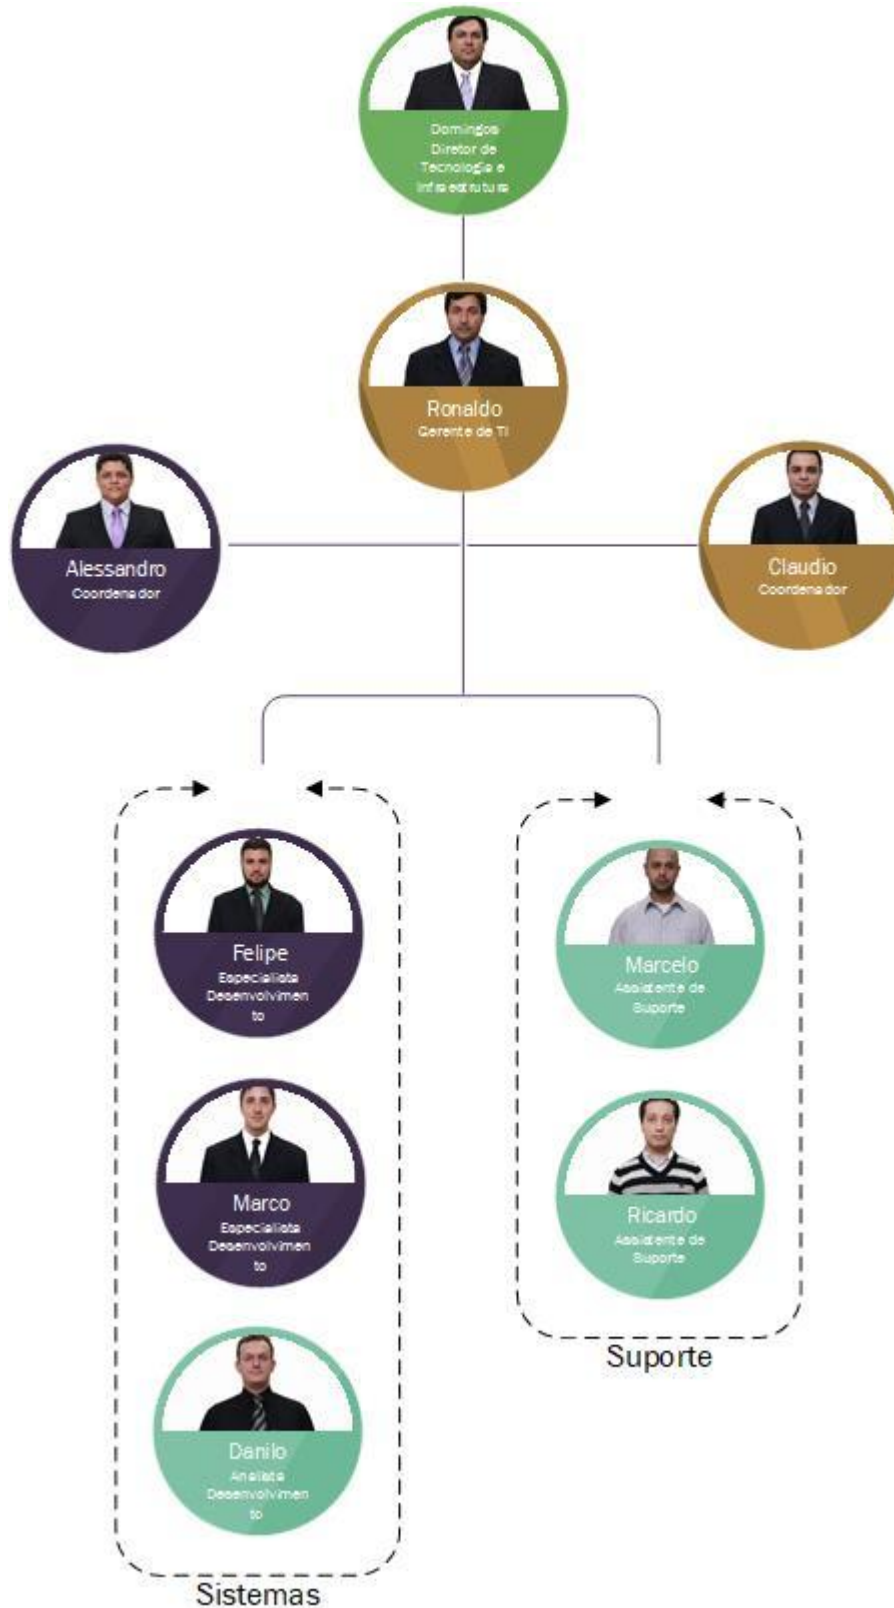 Domingos
Diretor de
Tecnologia e
Infraestrutura
Ronaldo
Gerente de TI
Alessandro
Coordenador
Claudio
Coordenador
Felipe
Especialista
Desenvolvimen
to
Marcelo
Assistente de
Suporte
Marco
Especialista
Desenvolvimen
to
Ricardo
Assistente de
Suporte
Suporte
Danilo
Analista
Desenvolvimen
to
Sistemas